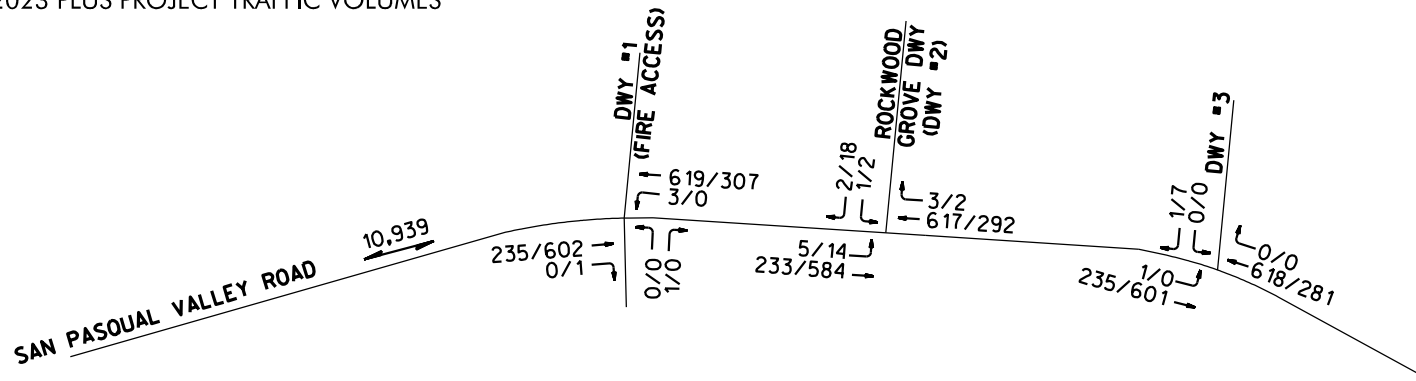 2023 PLUS PROJECT TRAFFIC VOLUMES
DWY #1
(FIRE ACCESS)
ROCKWOOD
GROVE DWY
(DWY #2)
DWY #3
619/307
3/0
2/18
1/2
3/2
617/292
1/7
0/0
0/0
618/281
10,939
235/602
0/1
0/0
1/0
5/14
233/584
1/0
235/601
SAN PASQUAL VALLEY ROAD